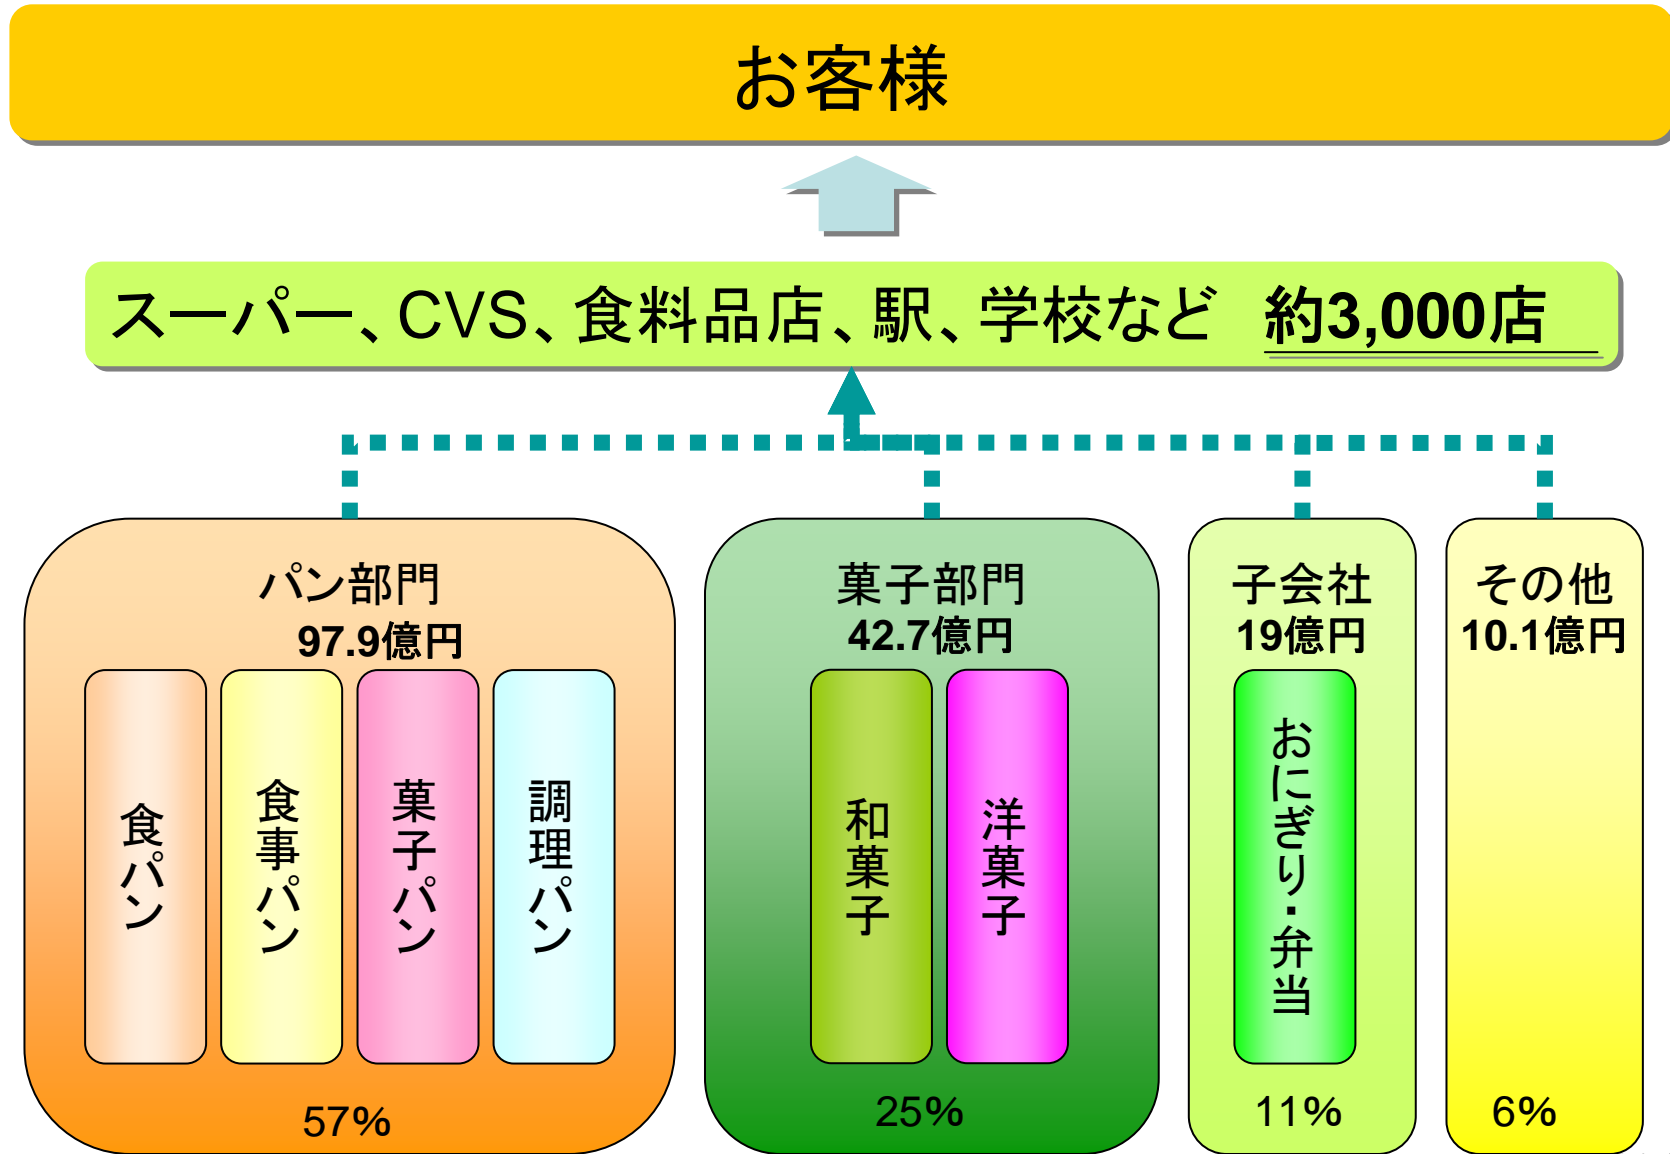 お客様
スーパー、CVS、食料品店、駅、学校など　約3,000店
パン部門
97.9億円
食パン
食事パン
菓子パン
調理パン
57%
菓子部門
42.7億円
和菓子
洋菓子
25%
子会社
19億円
おにぎり・弁当
11%
その他
10.1億円
6%